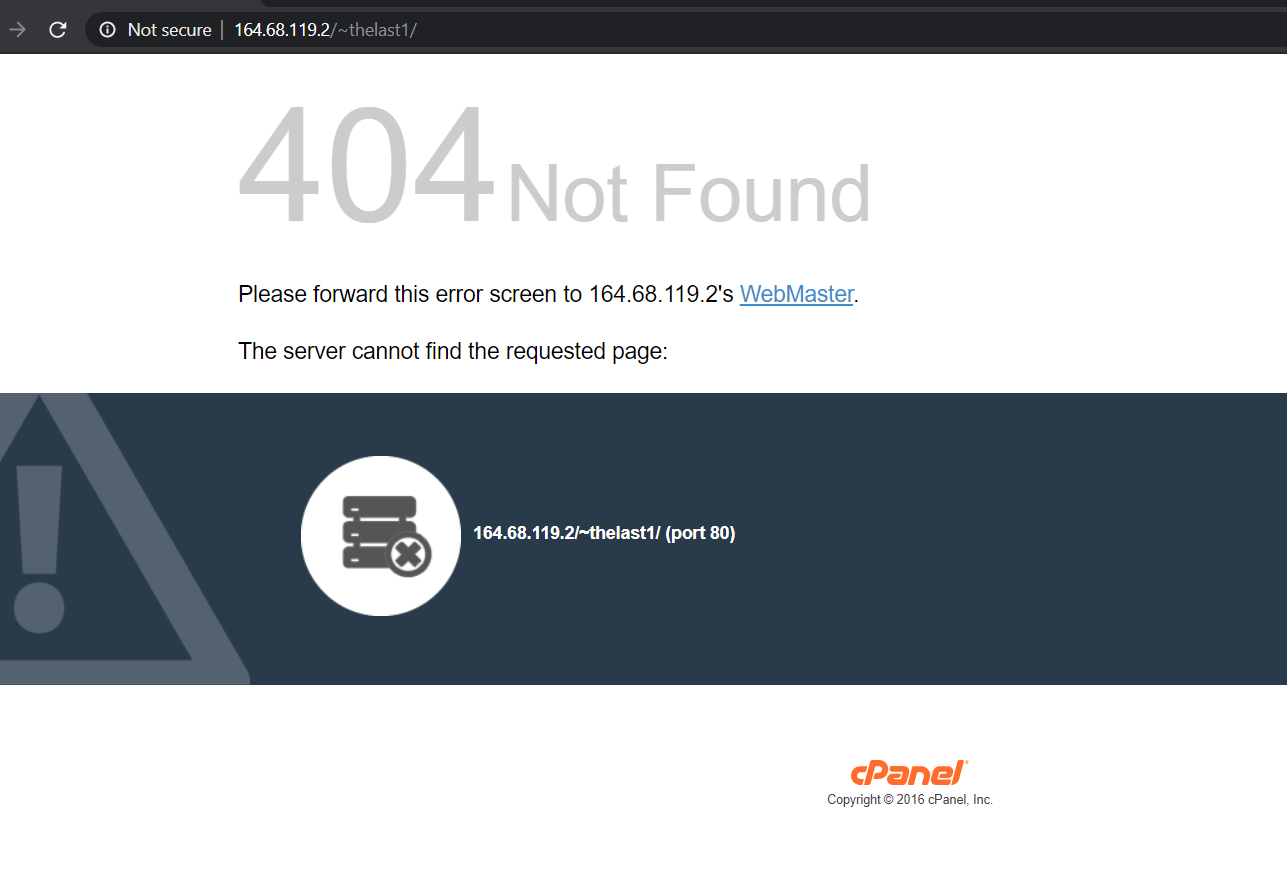 Not secure | 164.68.119.2/~thelast1/
404 Not Found
Please forward this error screen to 164.68.119.2's WebMaster.
The server cannot find the requested page:
164.68.119.2/~thelast1/ (port 80)
cPanel®
Copyright © 2016 cPanel, Inc.